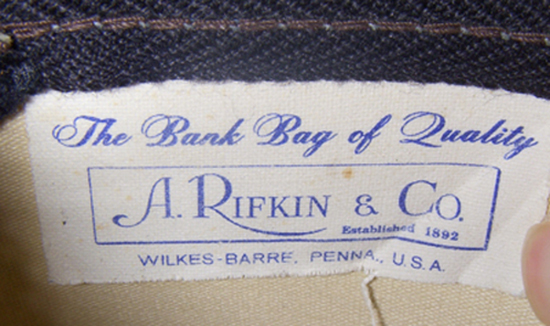 The Bank Bag of Quality
A. RIFKIN & CO.
Established 1892
WILKES-BARRE, PENNA., U.S.A.